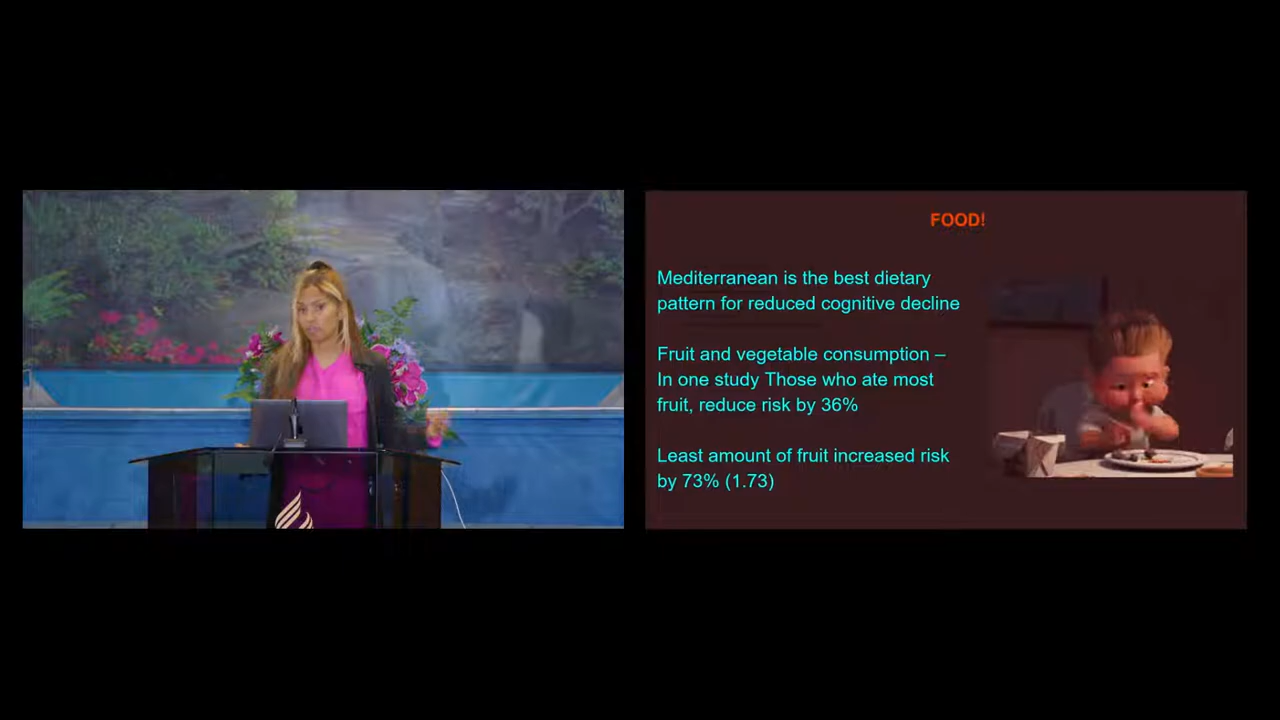 FOOD!
Mediterranean is the best dietary
pattern for reduced cognitive decline
Fruit and vegetable consumption –
In one study Those who ate most
fruit, reduce risk by 36%
Least amount of fruit increased risk
by 73% (1.73)